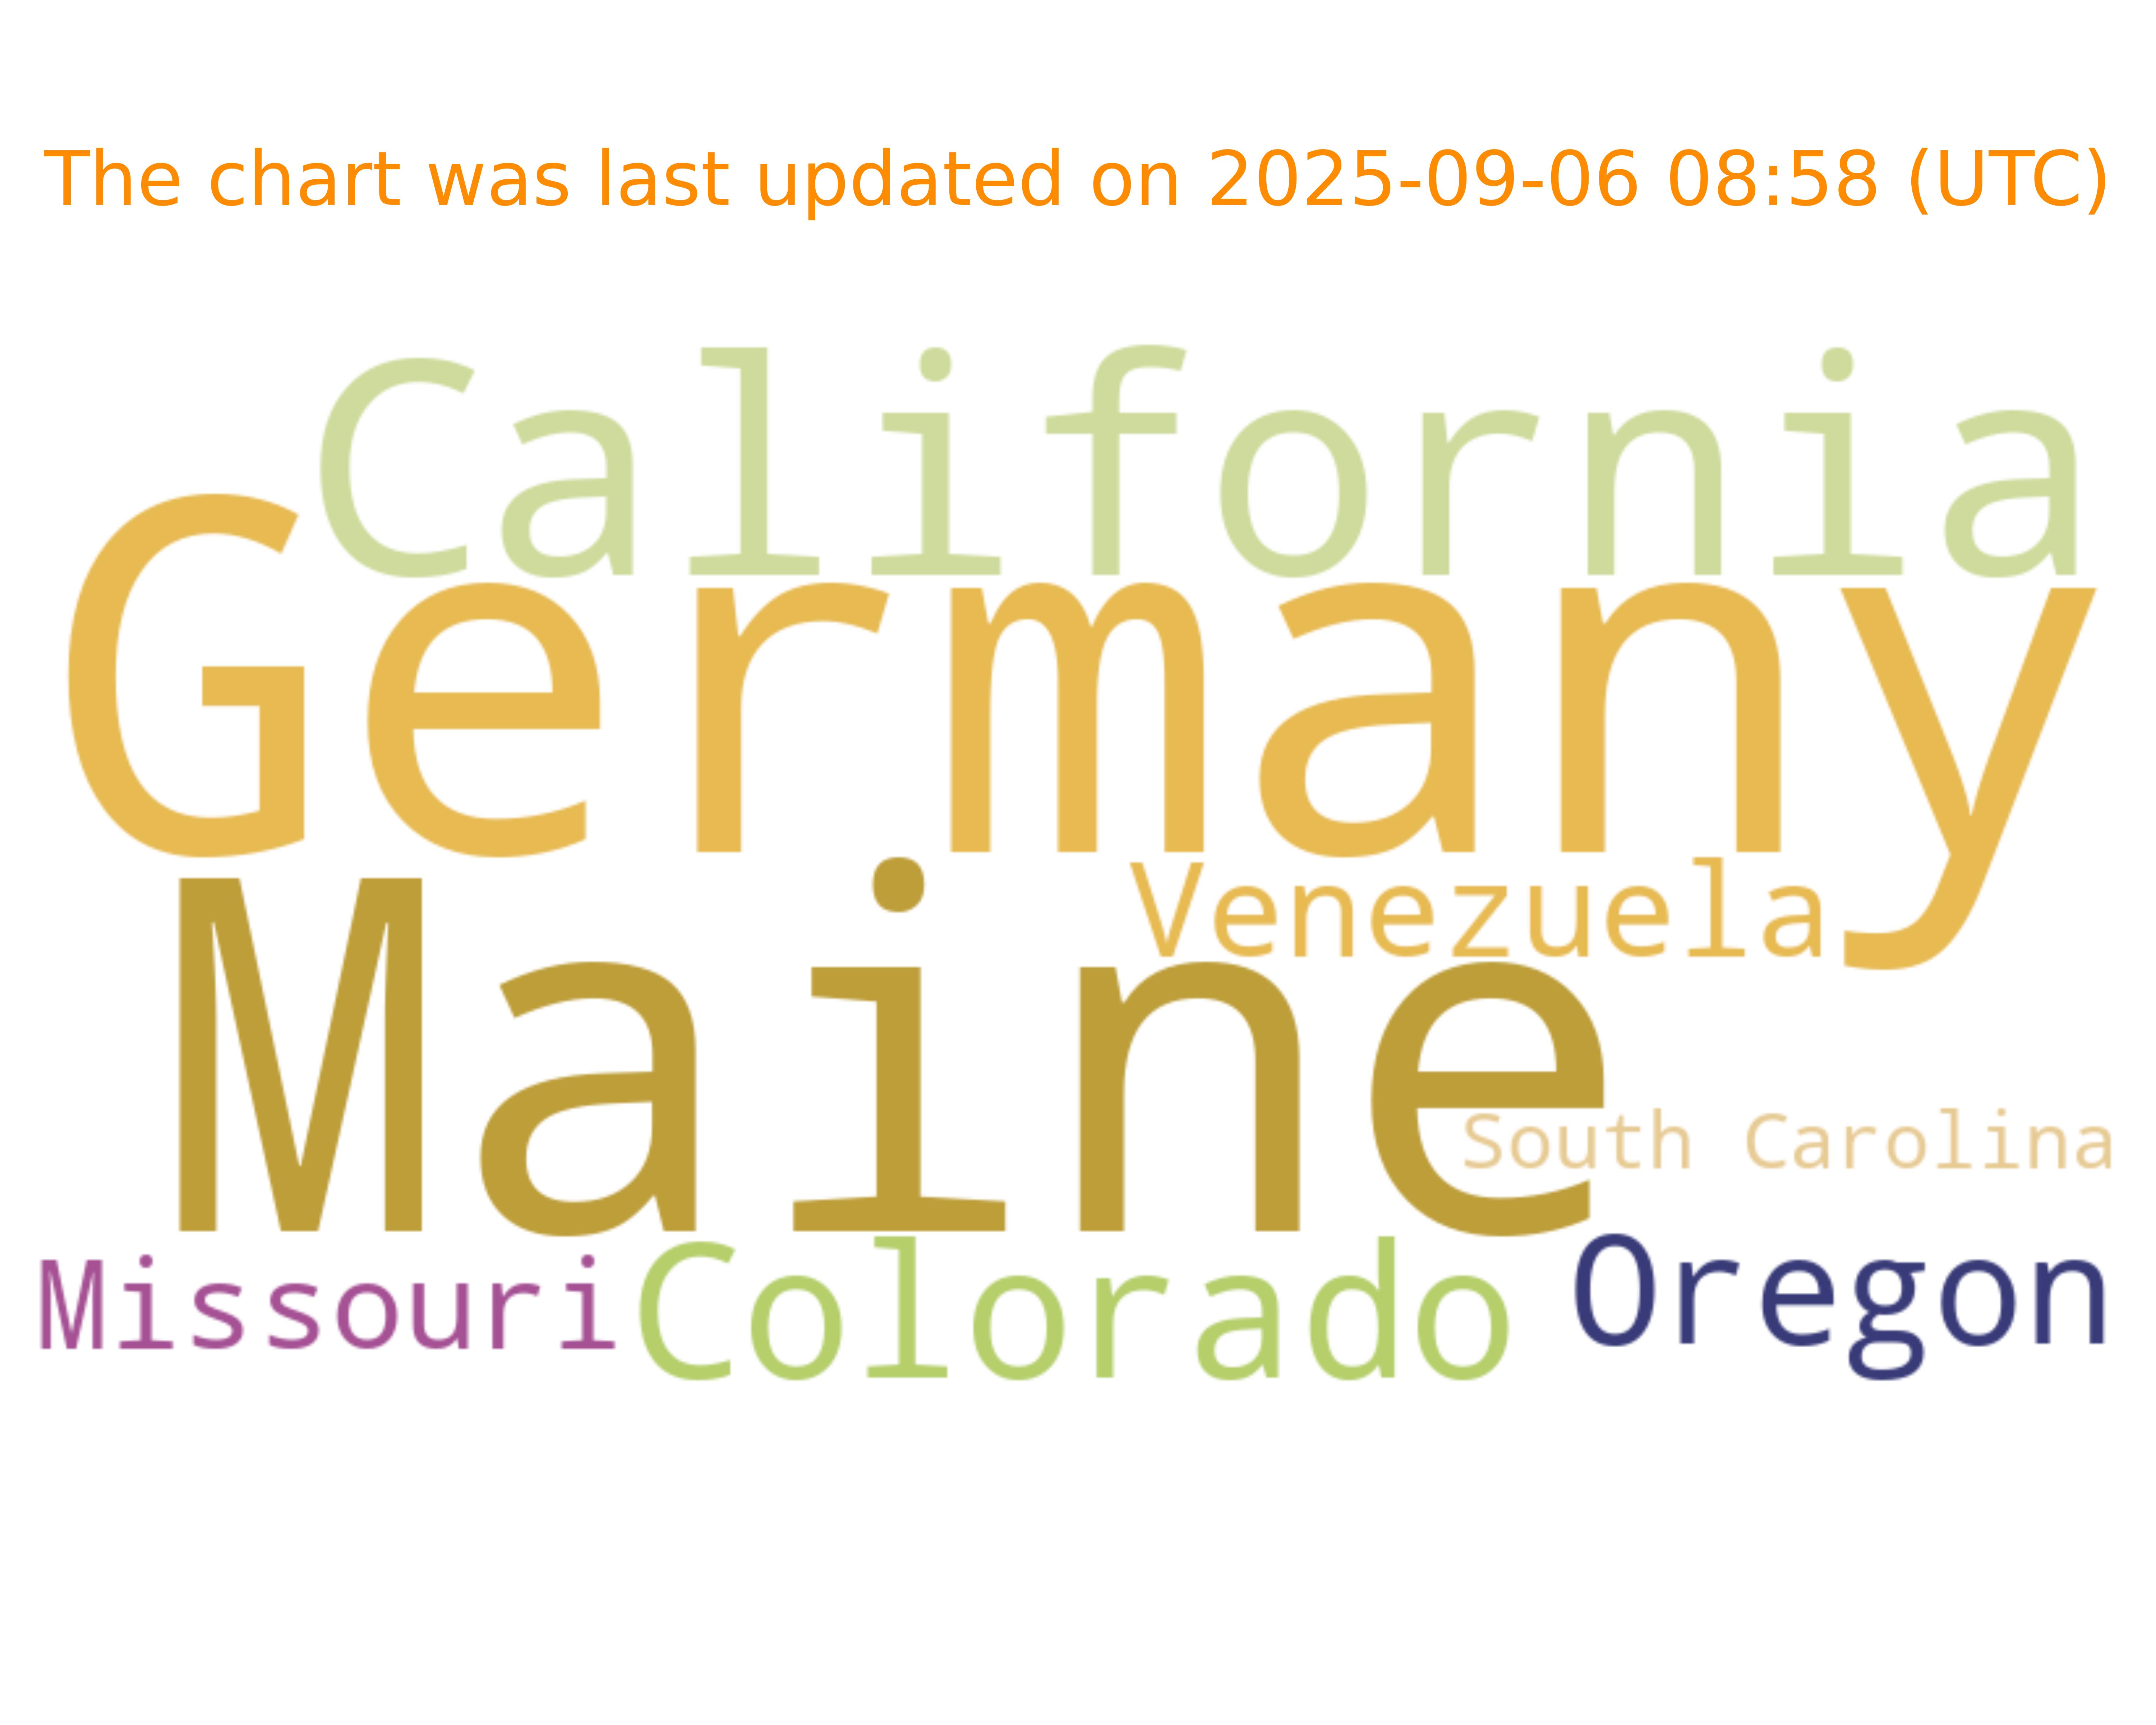 The chart was last updated on 2025-09-06 08:58 (UTC)
California
Germany
Venezuela
Maine
South Carolina
Missouri
Colorado
Oregon